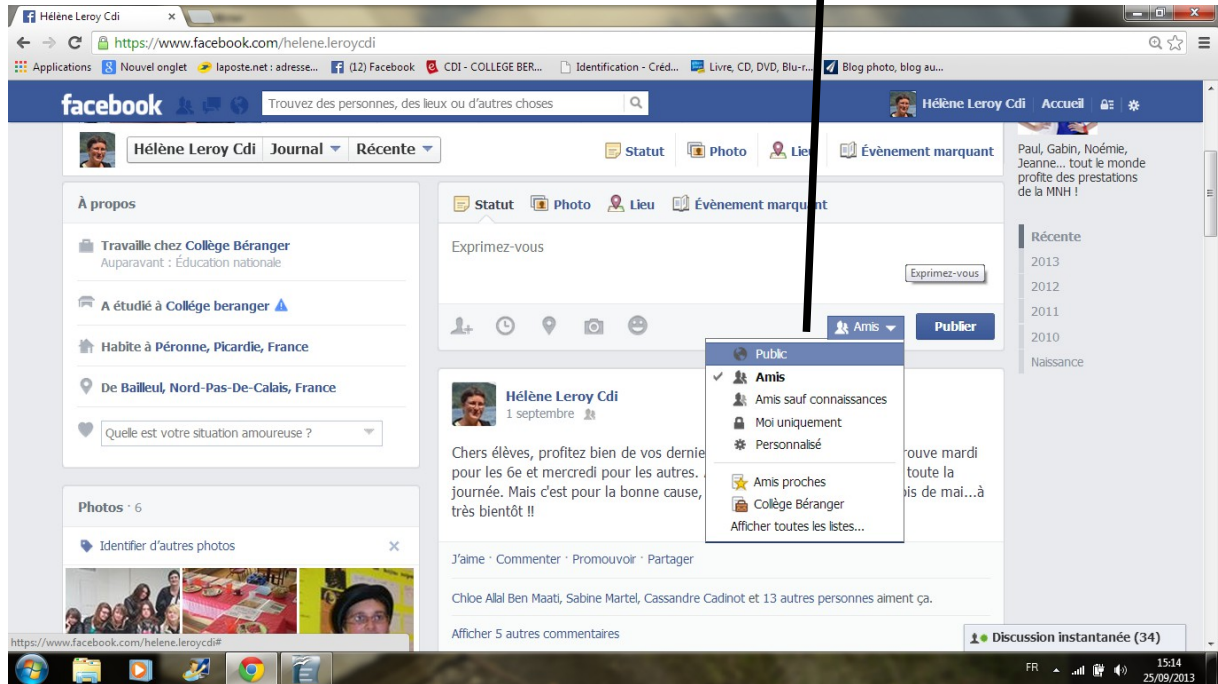 Hélène Leroy Cdi
https://www.facebook.com/helene.leroycdi
Applications Nouvel onglet laposte.net : adresse... (12) Facebook CDI - COLLEGE BER... Identification - Créd... Livre, CD, DVD, Blu-r... Blog photo, blog au...
facebook Trouvez des personnes, des lieux ou d'autres choses Hélène Leroy Cdi Accueil
Hélène Leroy Cdi Journal Récente Statut Photo Lieu Évènement marquant
Paul, Gabin, Noémie,
Jeanne... tout le monde
profite des prestations
de la MNH !
À propos
Travaille chez Collège Béranger
Auparavant : Éducation nationale
A étudié à Collége beranger
Habite à Péronne, Picardie, France
De Bailleul, Nord-Pas-De-Calais, France
Quelle est votre situation amoureuse ?
Photos · 6
Identifier d'autres photos
Statut Photo Lieu Évènement marquant
Exprimez-vous
Exprimez-vous
Amis Publier
Public
Amis
Amis sauf connaissances
Moi uniquement
Personnalisé
Amis proches
Collège Béranger
Afficher toutes les listes...
Hélène Leroy Cdi
1 septembre
Chers élèves, profitez bien de vos dernie rouve mardi
pour les 6e et mercredi pour les autres. toute la
journée. Mais c'est pour la bonne cause, is de mai...à
très bientôt !!
J'aime · Commenter · Promouvoir · Partager
Chloe Allal Ben Maati, Sabine Martel, Cassandre Cadinot et 13 autres personnes aiment ça.
Afficher 5 autres commentaires
Récente
2013
2012
2011
2010
Naissance
Discussion instantanée (34)
https://www.facebook.com/helene.leroycdi#
FR 15:14
25/09/2013